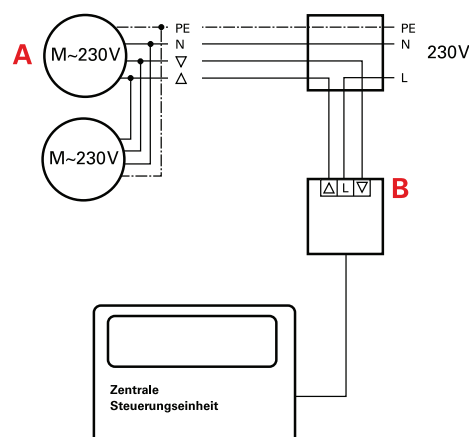 A
M~230V
PE
N
▽
△
PE
N
L
230V
M~230V
△ L ▽
B
Zentrale
Steuerungseinheit